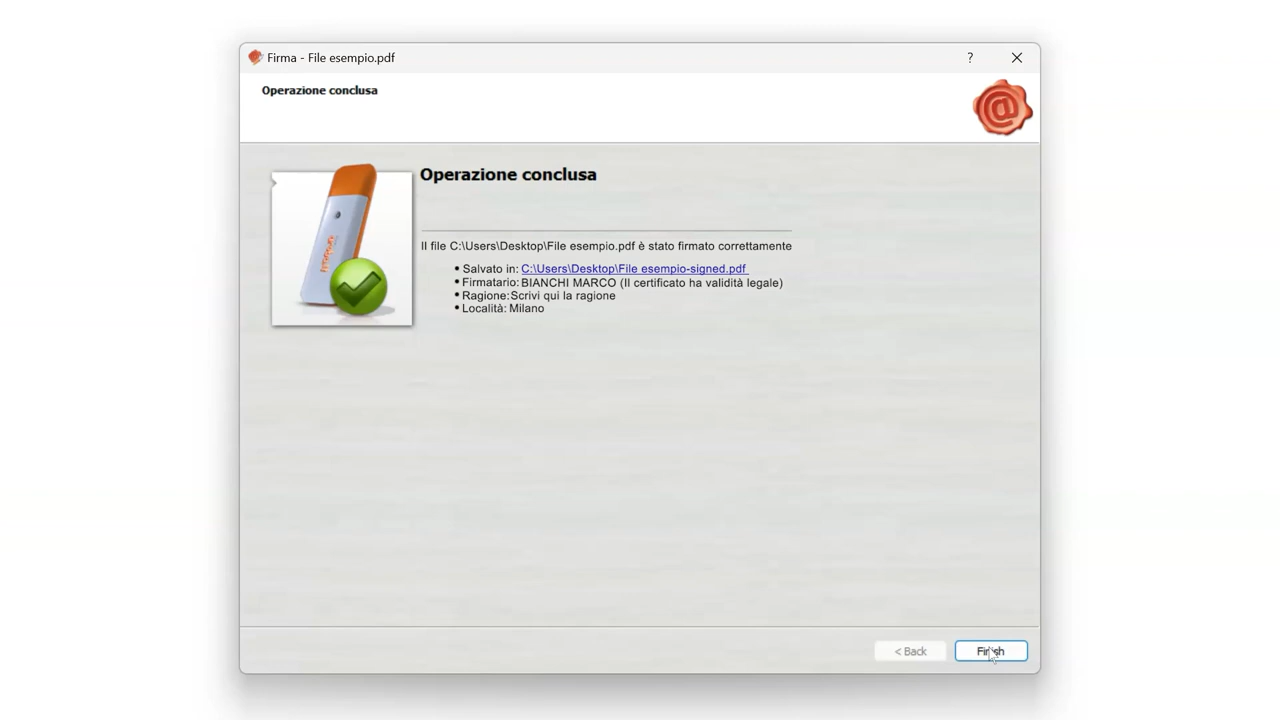 Firma - File esempio.pdf
?
Operazione conclusa
@
Operazione conclusa
Il file C:\Users\Desktop\File esempio.pdf è stato firmato correttamente
• Salvato in: C:\Users\Desktop\File esempio-signed.pdf
• Firmatario: BIANCHI MARCO (Il certificato ha validità legale)
• Ragione:Scrivi qui la ragione
• Località: Milano
< Back
Finish